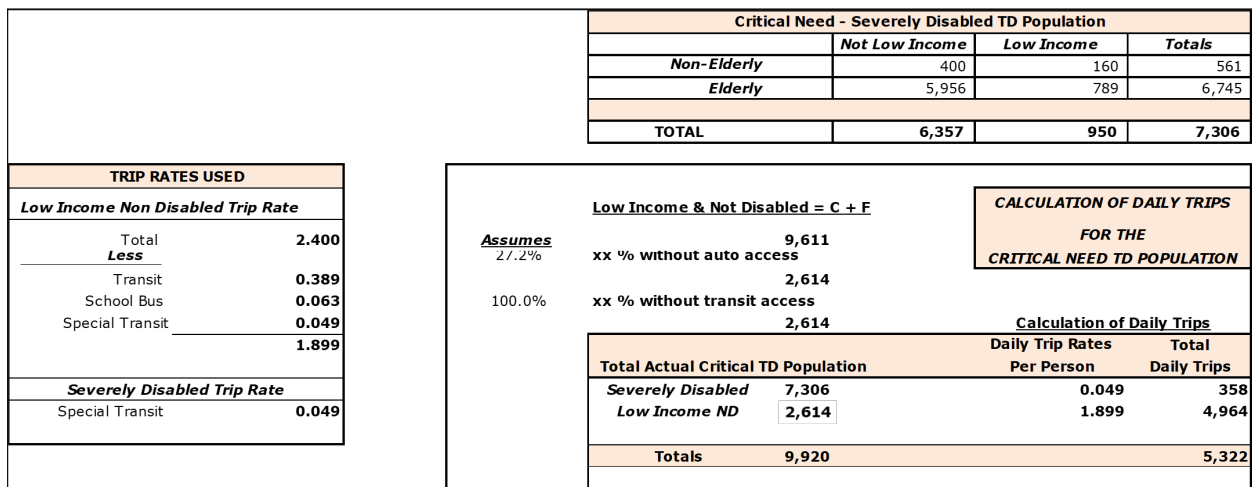 Critical Need - Severely Disabled TD Population
Not Low Income Low Income Totals
Non-Elderly 400 160 561
Elderly 5,956 789 6,745
TOTAL 6,357 950 7,306
TRIP RATES USED
Low Income Non Disabled Trip Rate
Total 2.400
Less
Transit 0.389
School Bus 0.063
Special Transit 0.049
1.899
Severely Disabled Trip Rate
Special Transit 0.049
Low Income & Not Disabled = C + F
Assumes 9,611
27.2% xx % without auto access
2,614
100.0% xx % without transit access
2,614
CALCULATION OF DAILY TRIPS
FOR THE
CRITICAL NEED TD POPULATION
Calculation of Daily Trips
Daily Trip Rates Total
Total Actual Critical TD Population Per Person Daily Trips
Severely Disabled 7,306 0.049 358
Low Income ND 2,614 1.899 4,964
Totals 9,920 5,322